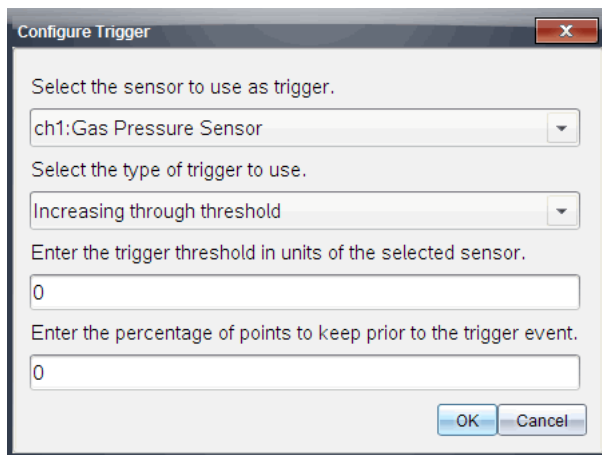 Configure Trigger
x
Select the sensor to use as trigger.
ch1:Gas Pressure Sensor
Select the type of trigger to use.
Increasing through threshold
Enter the trigger threshold in units of the selected sensor.
0
Enter the percentage of points to keep prior to the trigger event.
0
OK Cancel